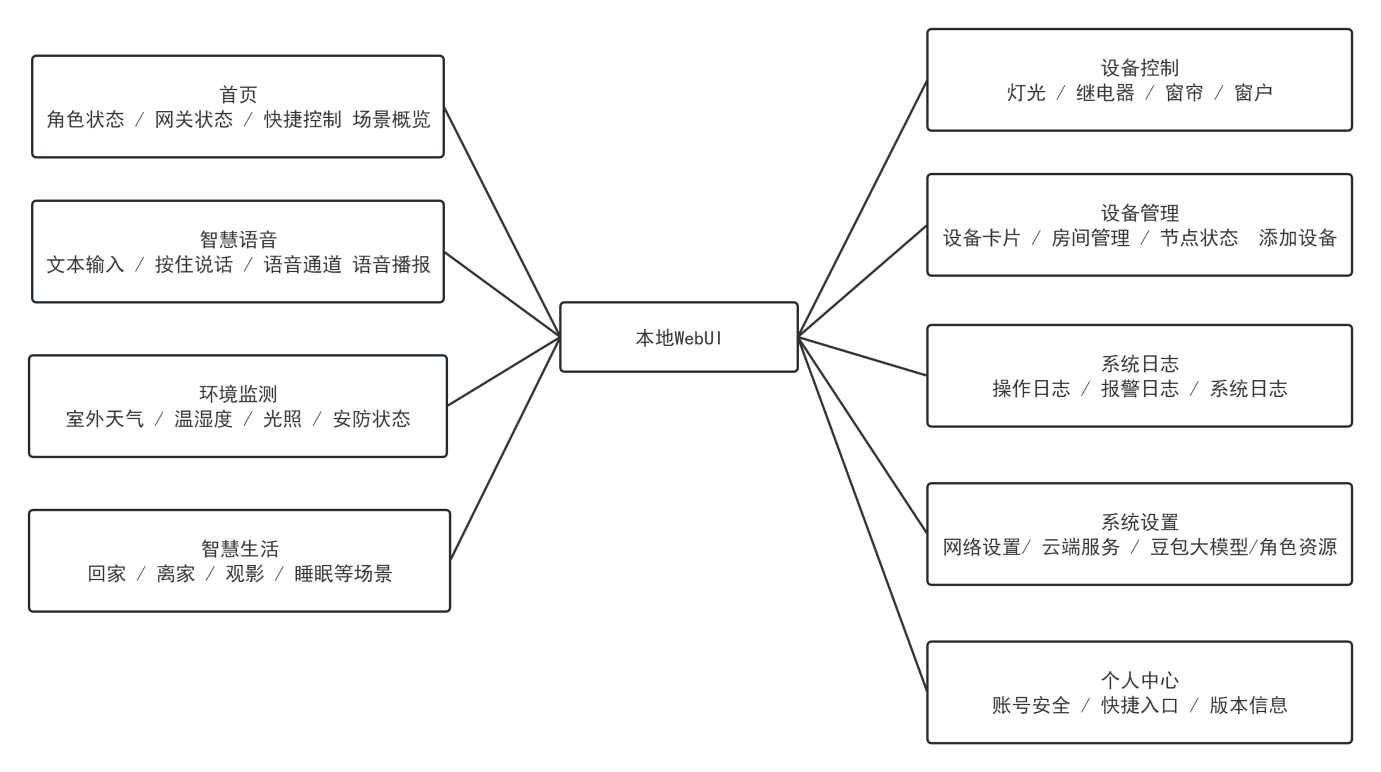 首页
角色状态 / 网关状态 / 快捷控制 场景概览
智慧语音
文本输入 / 按住说话 / 语音通道 语音播报
环境监测
室外天气 / 温湿度 / 光照 / 安防状态
智慧生活
回家 / 离家 / 观影 / 睡眠等场景
本地WebUI
设备控制
灯光 / 继电器 / 窗帘 / 窗户
设备管理
设备卡片 / 房间管理 / 节点状态  添加设备
系统日志
操作日志 / 报警日志 / 系统日志
系统设置
网络设置/ 云端服务 / 豆包大模型/角色资源
个人中心
账号安全 / 快捷入口 / 版本信息